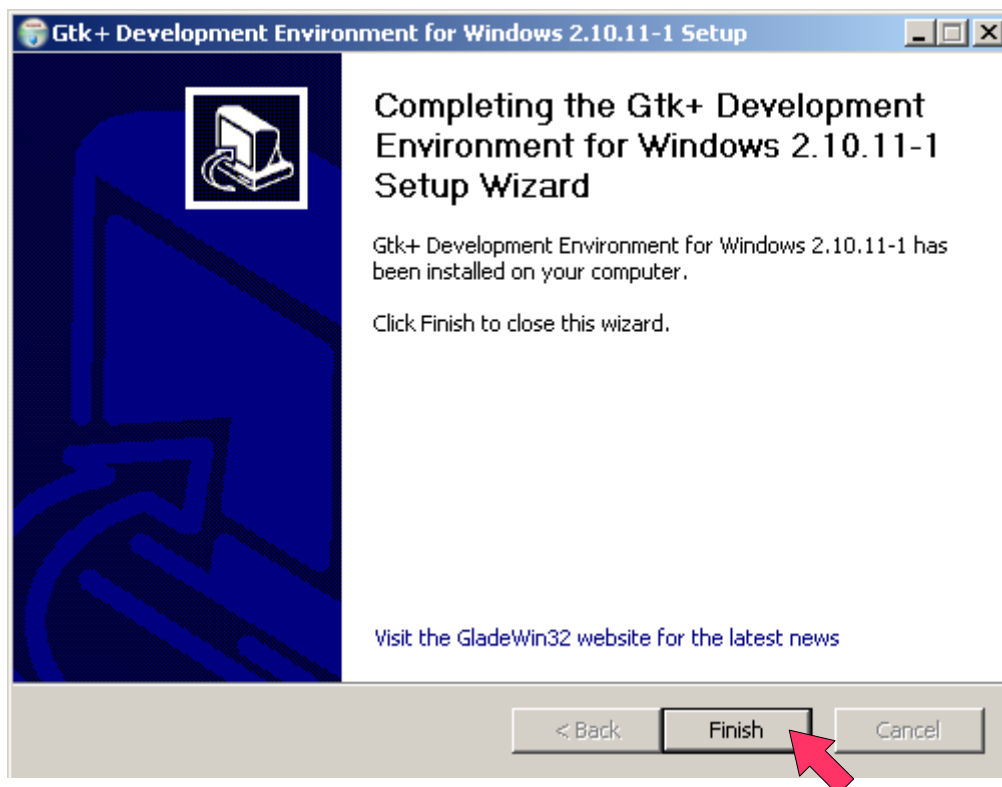 Gtk+ Development Environment for Windows 2.10.11-1 Setup
Completing the Gtk+ Development
Environment for Windows 2.10.11-1
Setup Wizard
Gtk+ Development Environment for Windows 2.10.11-1 has
been installed on your computer.
Click Finish to close this wizard.
Visit the GladeWin32 website for the latest news
< Back
Finish
Cancel